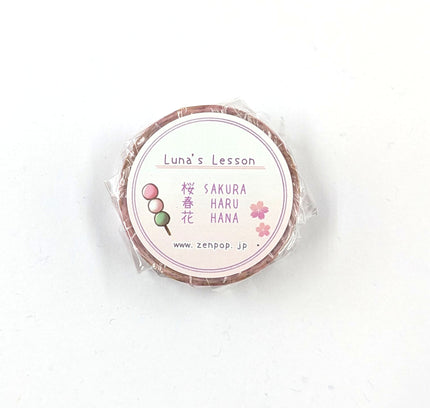 Luna's Lesson
桜 SAKURA
春 HARU
花 HANA
www.zenpop.jp